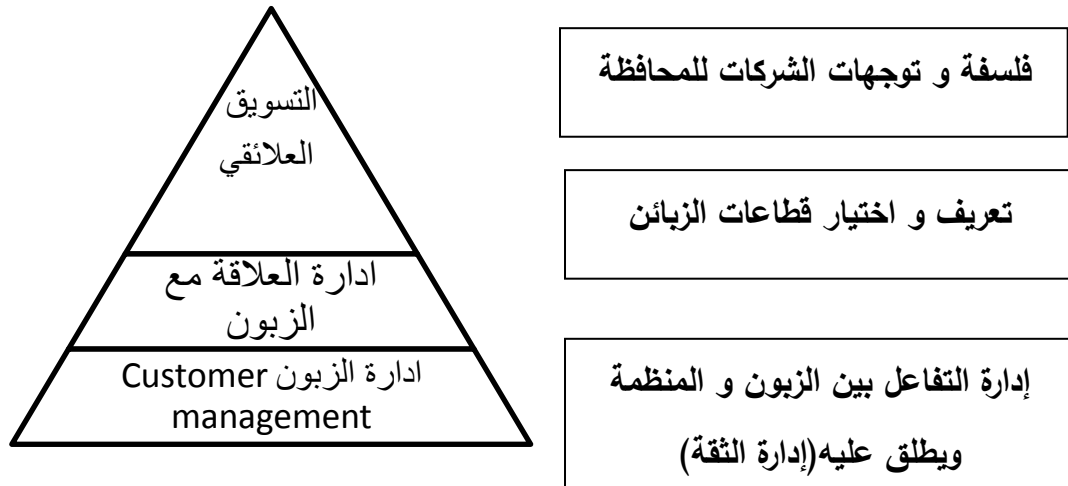 التسويق
العلائقي
ادارة العلاقة مع
الزبون
ادارة الزبون Customer
management
فلسفة و توجهات الشركات للمحافظة
تعريف و اختيار قطاعات الزبائن
إدارة التفاعل بين الزبون و المنظمة
ويطلق عليه(إدارة الثقة)